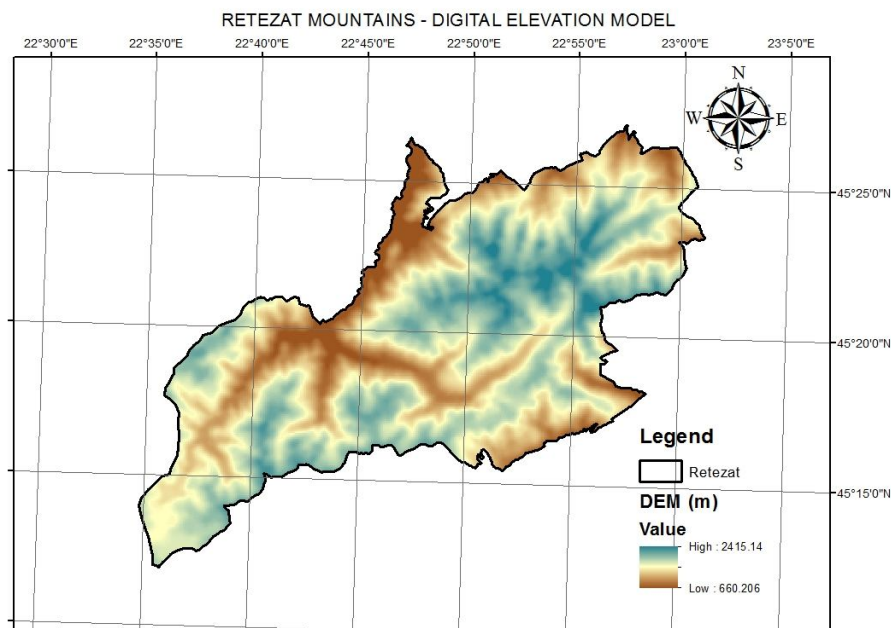 RETEZAT MOUNTAINS - DIGITAL ELEVATION MODEL
22°30'0"E 22°35'0"E 22°40'0"E 22°45'0"E 22°50'0"E 22°55'0"E 23°0'0"E 23°5'0"E
N
W E
S
45°25'0"N
45°20'0"N
45°15'0"N
Legend
Retezat
DEM (m)
Value
High : 2415.14
Low : 660.206